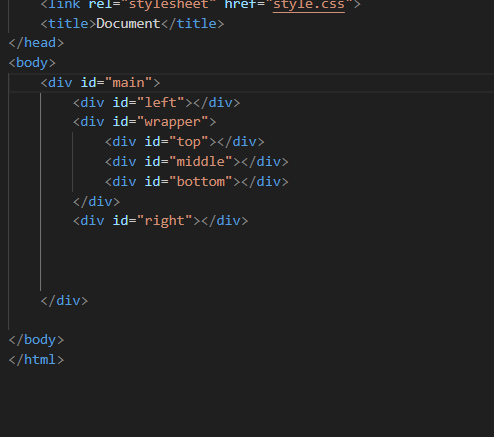 <link rel="stylesheet" href="style.css">
<title>Document</title>
</head>
<body>
<div id="main">
<div id="left"></div>
<div id="wrapper">
<div id="top"></div>
<div id="middle"></div>
<div id="bottom"></div>
</div>
<div id="right"></div>
</div>
</body>
</html>